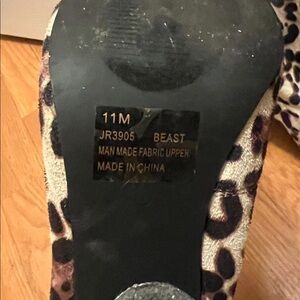 11M
JR3905 BEAST
MAN MADE FABRIC UPPER
MADE IN CHINA